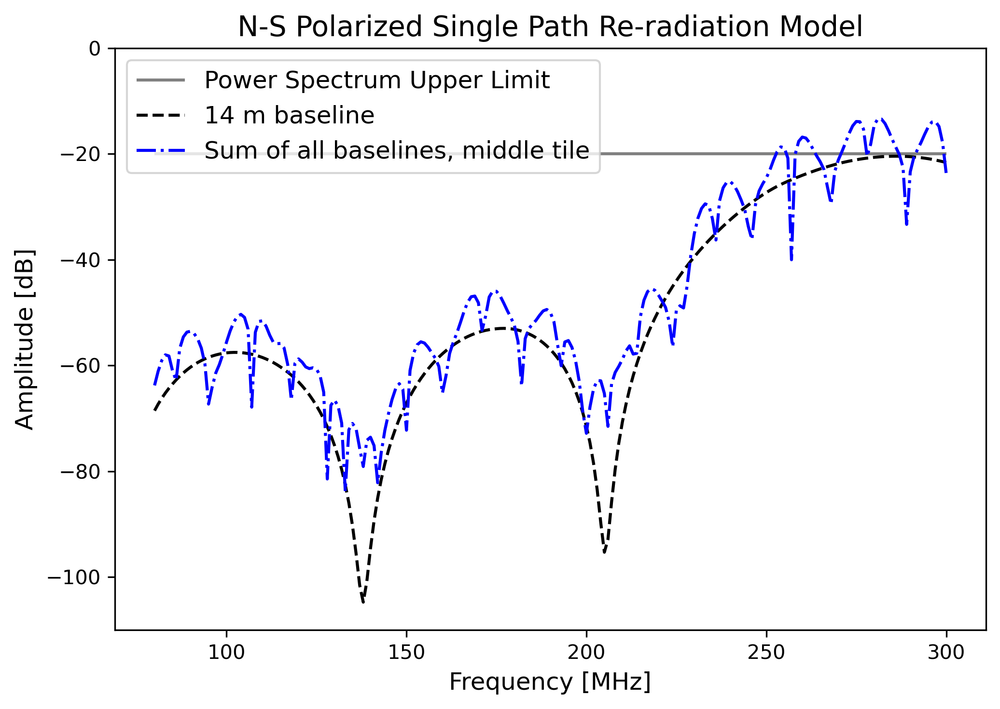 N-S Polarized Single Path Re-radiation Model
0
Power Spectrum Upper Limit
14 m baseline
Sum of all baselines, middle tile
−20
−40
−60
−80
−100
Amplitude [dB]
100 150 200 250 300
Frequency [MHz]